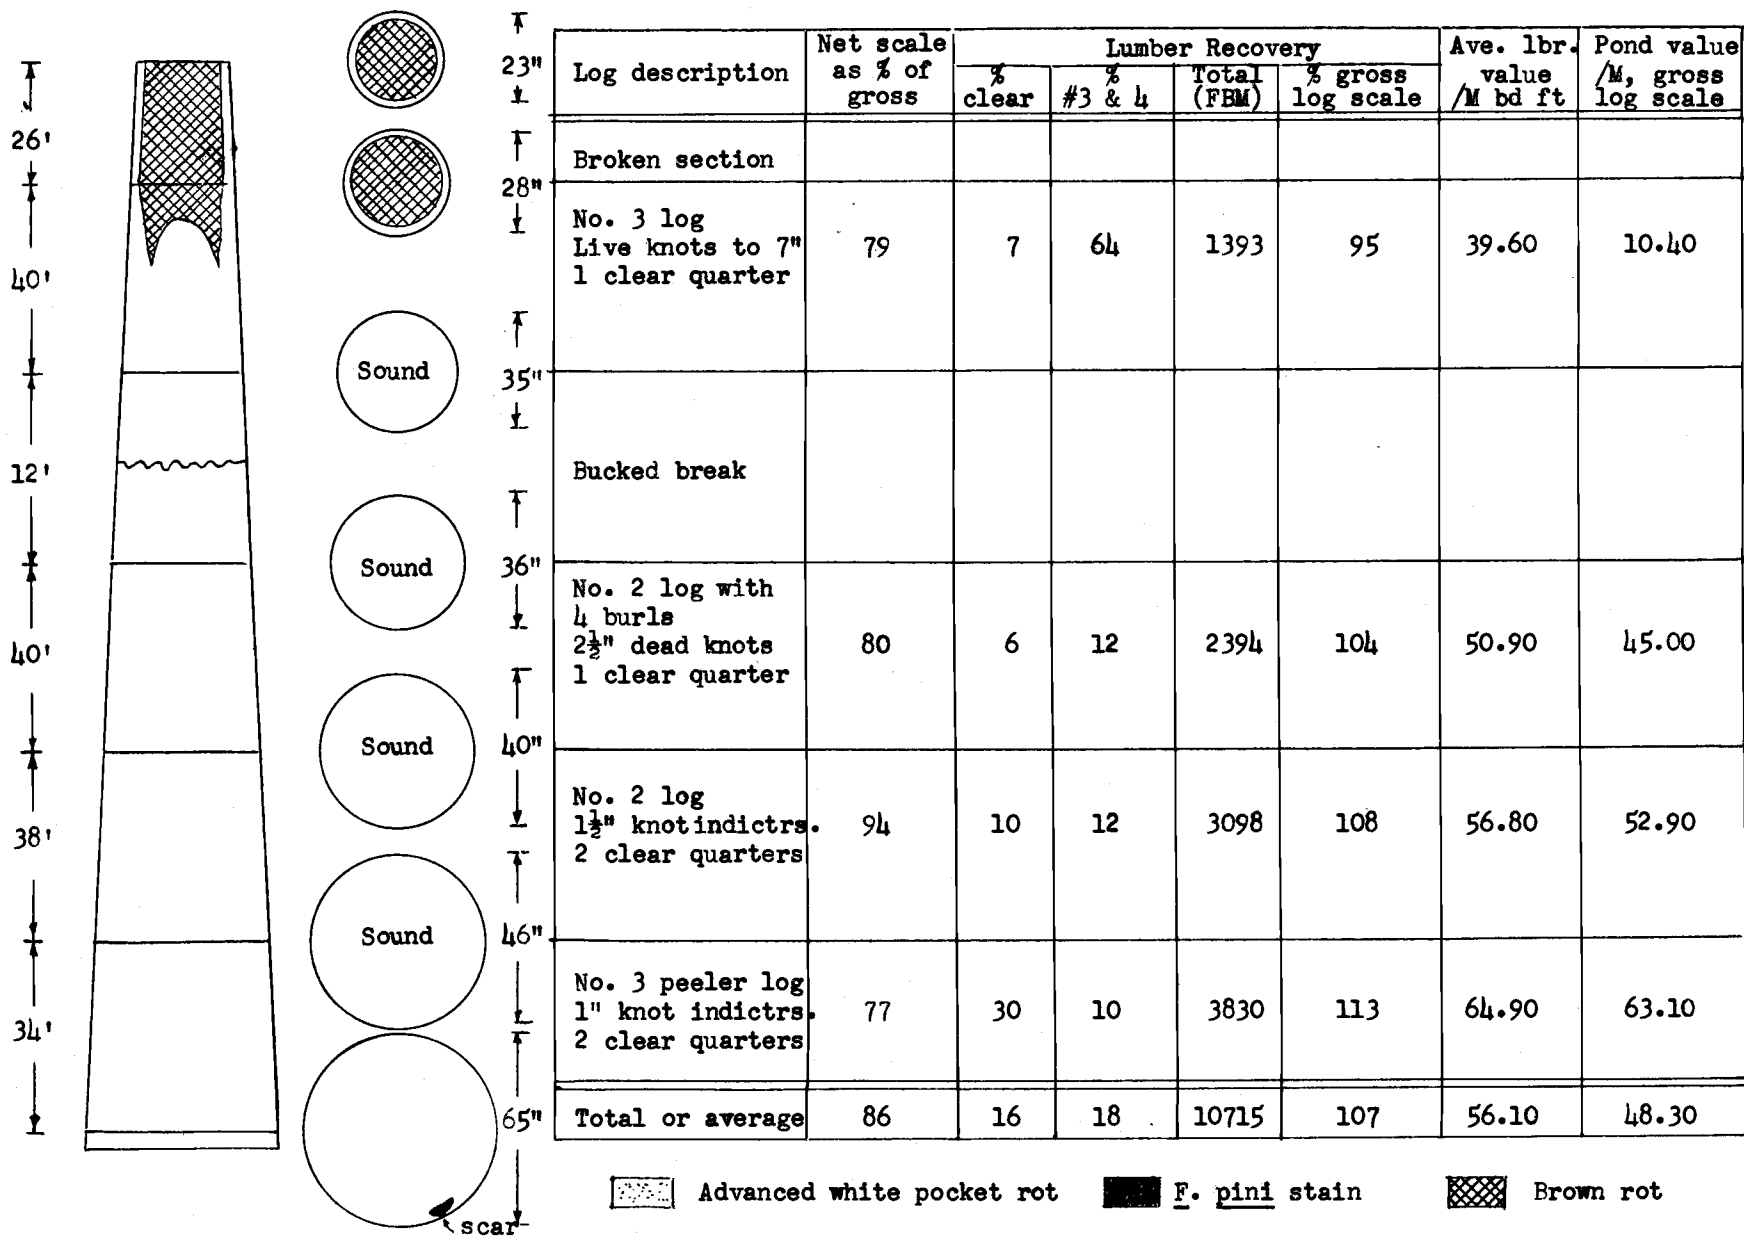 26'
40'
12'
40'
38'
34'
23"
28"
35"
36"
40"
46"
65"
Sound
Sound
Sound
Sound
scar
Log description
Net scale
as % of
gross
Lumber Recovery
%
clear
%
#3 & 4
Total
(FBM)
% gross
log scale
Ave. lbr.
value
/M bd ft
Pond value
/M, gross
log scale
Broken section
No. 3 log
Live knots to 7"
1 clear quarter
79 7 64 1393 95 39.60 10.40
Bucked break
No. 2 log with
4 burls
2½" dead knots
1 clear quarter
80 6 12 2394 104 50.90 45.00
No. 2 log
1½" knot indictrs.
2 clear quarters
94 10 12 3098 108 56.80 52.90
No. 3 peeler log
1" knot indictrs.
2 clear quarters
77 30 10 3830 113 64.90 63.10
Total or average 86 16 18 10715 107 56.10 48.30
Advanced white pocket rot F. pini stain Brown rot